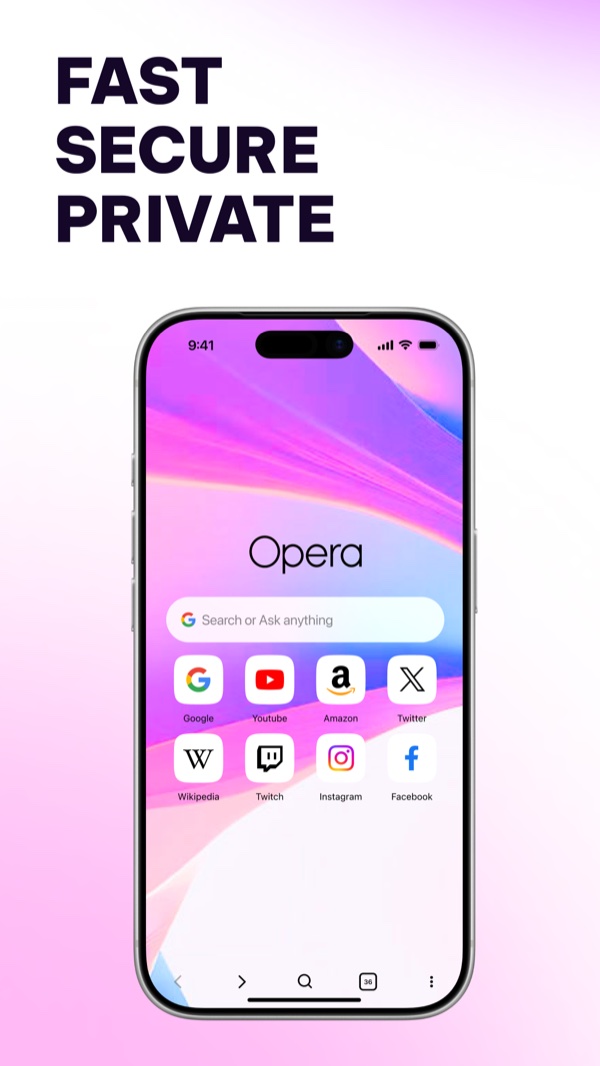 FAST
SECURE
PRIVATE
9:41
Opera
G Search or Ask anything
G a X
Google Youtube Amazon Twitter
W f
Wikipedia Twitch Instagram Facebook
36